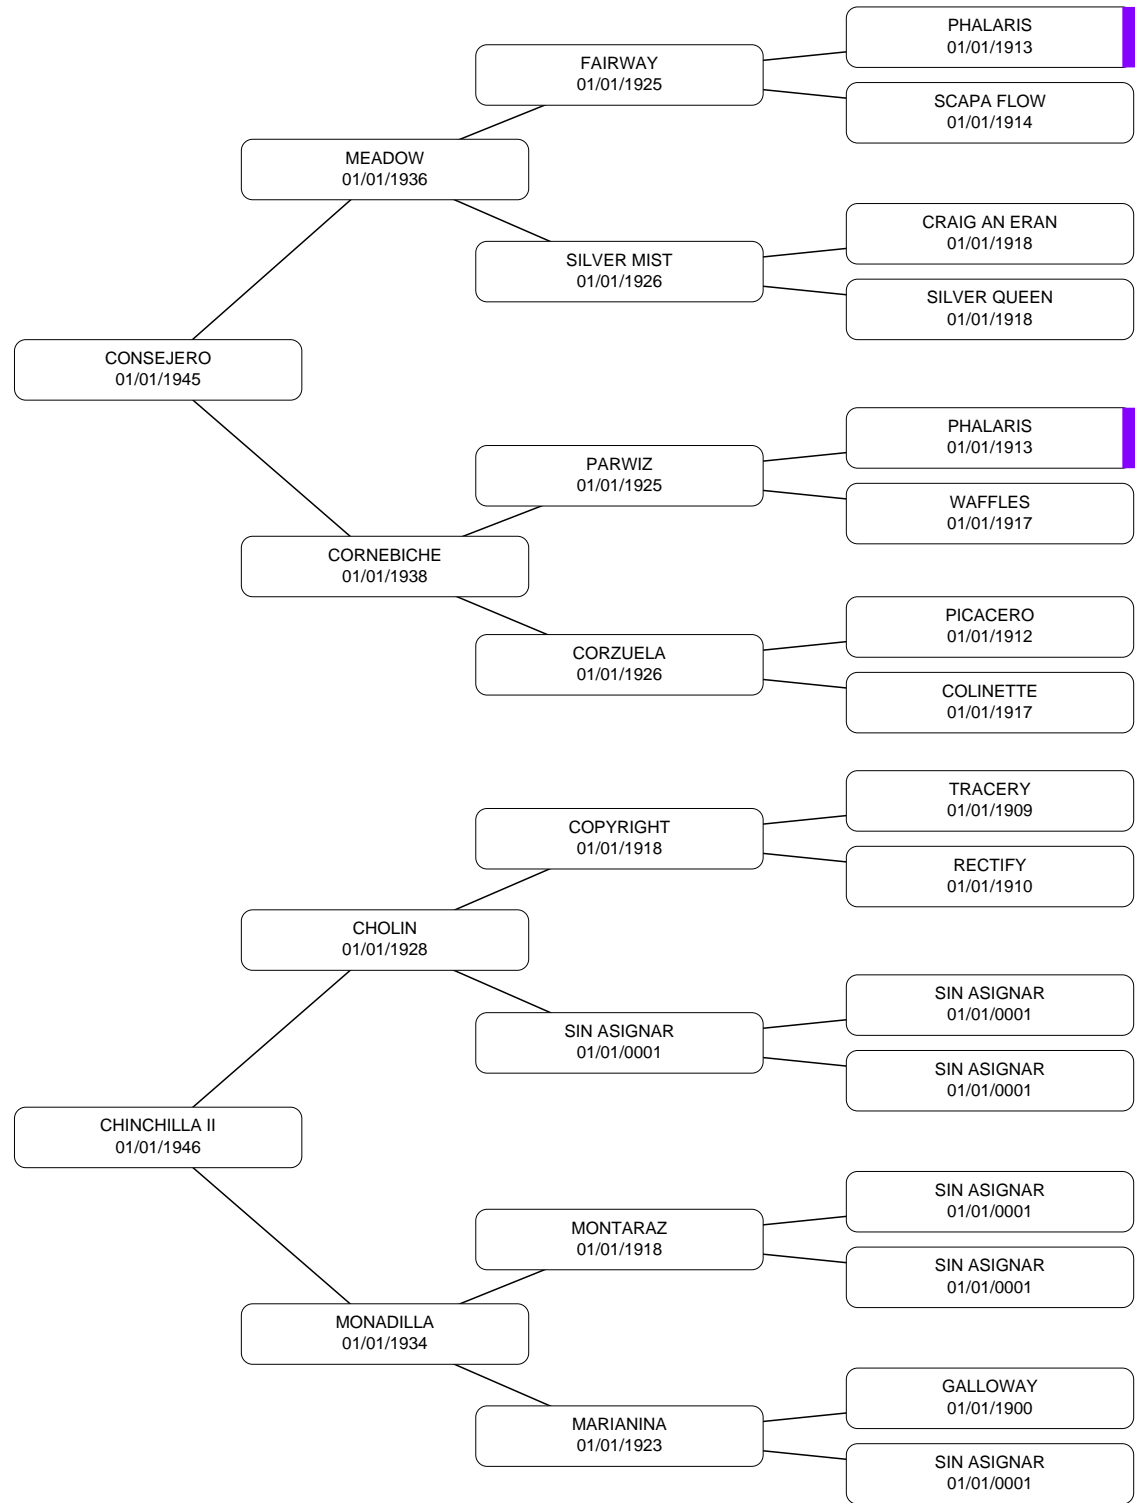 PHALARIS
01/01/1913
FAIRWAY
01/01/1925
SCAPA FLOW
01/01/1914
MEADOW
01/01/1936
CRAIG AN ERAN
01/01/1918
SILVER MIST
01/01/1926
SILVER QUEEN
01/01/1918
CONSEJERO
01/01/1945
PHALARIS
01/01/1913
PARWIZ
01/01/1925
WAFFLES
01/01/1917
CORNEBICHE
01/01/1938
PICACERO
01/01/1912
CORZUELA
01/01/1926
COLINETTE
01/01/1917
TRACERY
01/01/1909
COPYRIGHT
01/01/1918
RECTIFY
01/01/1910
CHOLIN
01/01/1928
SIN ASIGNAR
01/01/0001
SIN ASIGNAR
01/01/0001
SIN ASIGNAR
01/01/0001
CHINCHILLA II
01/01/1946
SIN ASIGNAR
01/01/0001
MONTARAZ
01/01/1918
SIN ASIGNAR
01/01/0001
MONADILLA
01/01/1934
GALLOWAY
01/01/1900
MARIANINA
01/01/1923
SIN ASIGNAR
01/01/0001